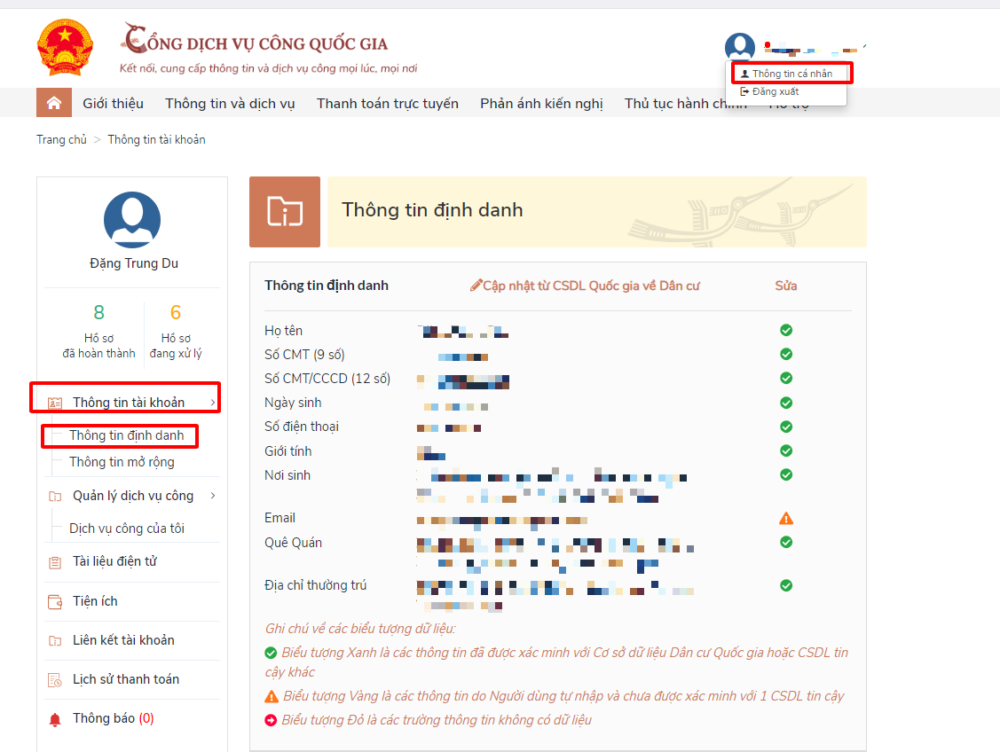 CỔNG DỊCH VỤ CÔNG QUỐC GIA
Kết nối, cung cấp thông tin và dịch vụ công mọi lúc, mọi nơi
Thông tin cá nhân
Đăng xuất
Giới thiệu Thông tin và dịch vụ Thanh toán trực tuyến Phản ánh kiến nghị Thủ tục hành chính Hỗ trợ
Trang chủ > Thông tin tài khoản
Đặng Trung Du
8 6
Hồ sơ Hồ sơ
đã hoàn thành đang xử lý
Thông tin tài khoản
Thông tin định danh
Thông tin mở rộng
Quản lý dịch vụ công
Dịch vụ công của tôi
Tài liệu điện tử
Tiện ích
Liên kết tài khoản
Lịch sử thanh toán
Thông báo (0)
Thông tin định danh
Thông tin định danh Cập nhật từ CSDL Quốc gia về Dân cư Sửa
Họ tên
Số CMT (9 số)
Số CMT/CCCD (12 số)
Ngày sinh
Số điện thoại
Giới tính
Nơi sinh
Email
Quê Quán
Địa chỉ thường trú
Ghi chú về các biểu tượng dữ liệu:
Biểu tượng Xanh là các thông tin đã được xác minh với Cơ sở dữ liệu Dân cư Quốc gia hoặc CSDL tin
cậy khác
Biểu tượng Vàng là các thông tin do Người dùng tự nhập và chưa được xác minh với 1 CSDL tin cậy
Biểu tượng Đỏ là các trường thông tin không có dữ liệu